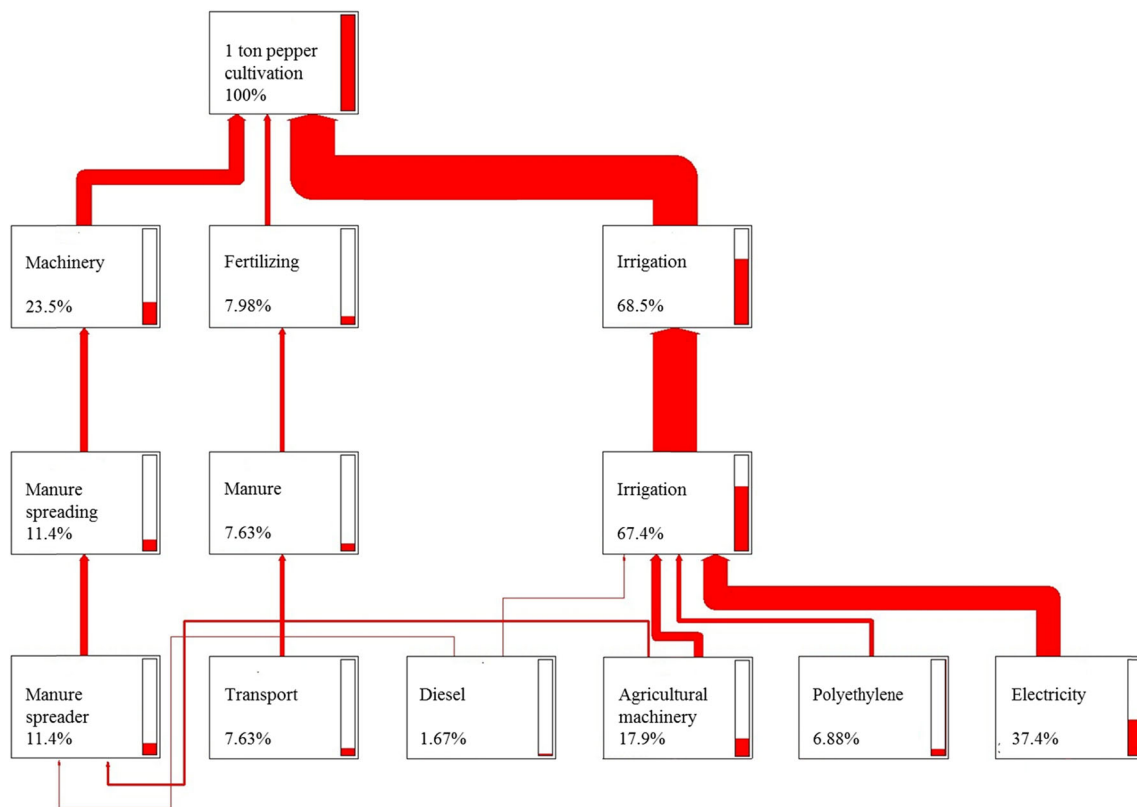 1 ton pepper
cultivation
100%
Machinery
23.5%
Fertilizing
7.98%
Irrigation
68.5%
Manure
spreading
11.4%
Manure
7.63%
Irrigation
67.4%
Manure
spreader
11.4%
Transport
7.63%
Diesel
1.67%
Agricultural
machinery
17.9%
Polyethylene
6.88%
Electricity
37.4%